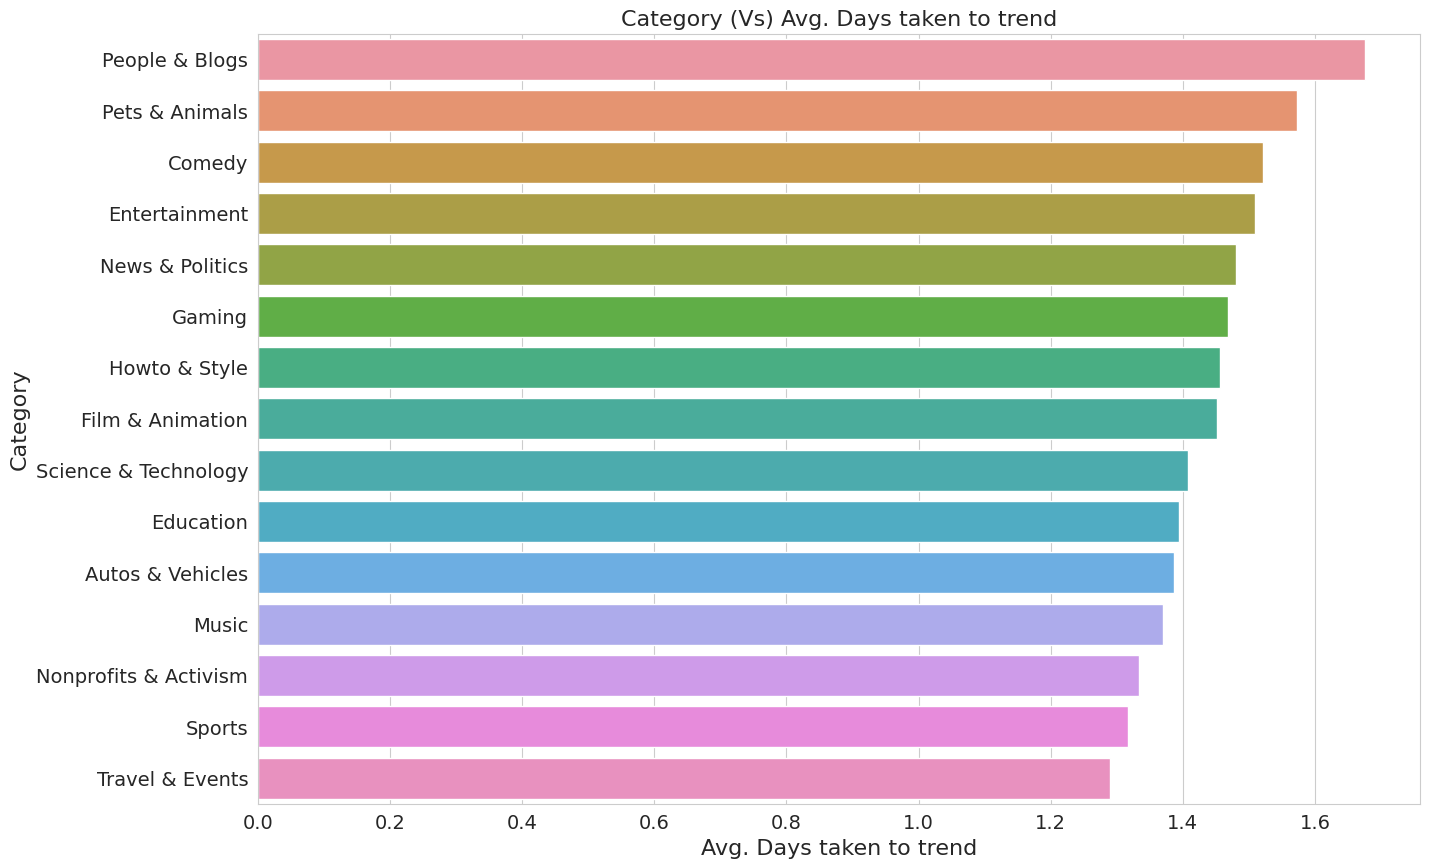 Category (Vs) Avg. Days taken to trend
Category
People & Blogs
Pets & Animals
Comedy
Entertainment
News & Politics
Gaming
Howto & Style
Film & Animation
Science & Technology
Education
Autos & Vehicles
Music
Nonprofits & Activism
Sports
Travel & Events
0.0 0.2 0.4 0.6 0.8 1.0 1.2 1.4 1.6
Avg. Days taken to trend